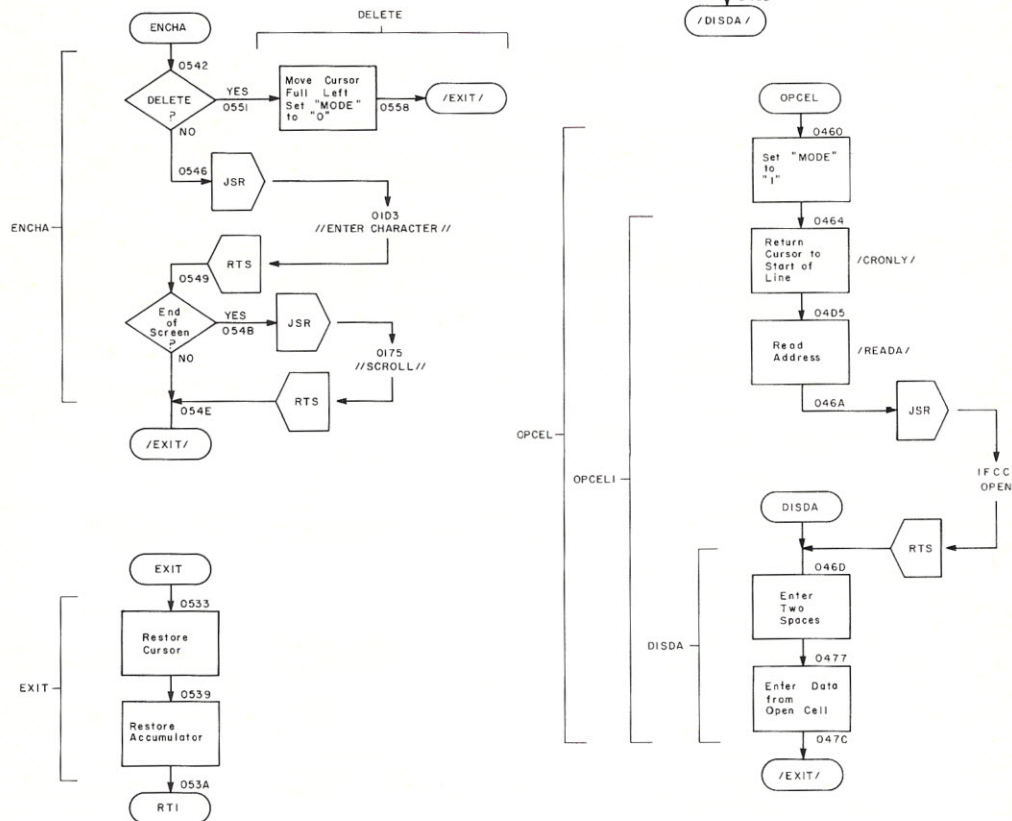 DELETE
ENCHA
0542
DELETE
?
YES
0551
Move Cursor
Full Left
Set "MODE"
to "0"
0558
/EXIT/
NO
0546
JSR
01D3
//ENTER CHARACTER//
RTS
0549
End
of
Screen
?
YES
054B
JSR
0175
//SCROLL//
NO
RTS
054E
/EXIT/
ENCHA
EXIT
0533
Restore
Cursor
0539
Restore
Accumulator
053A
RTI
EXIT
/DISDA/
OPCEL
0460
Set "MODE"
to
"1"
0464
Return
Cursor to
Start of
Line
/CRONLY/
04D5
Read
Address
/READA/
046A
JSR
IFCC
OPEN
RTS
DISDA
046D
Enter
Two
Spaces
0477
Enter Data
from
Open Cell
047C
/EXIT/
OPCEL
OPCEL1
DISDA